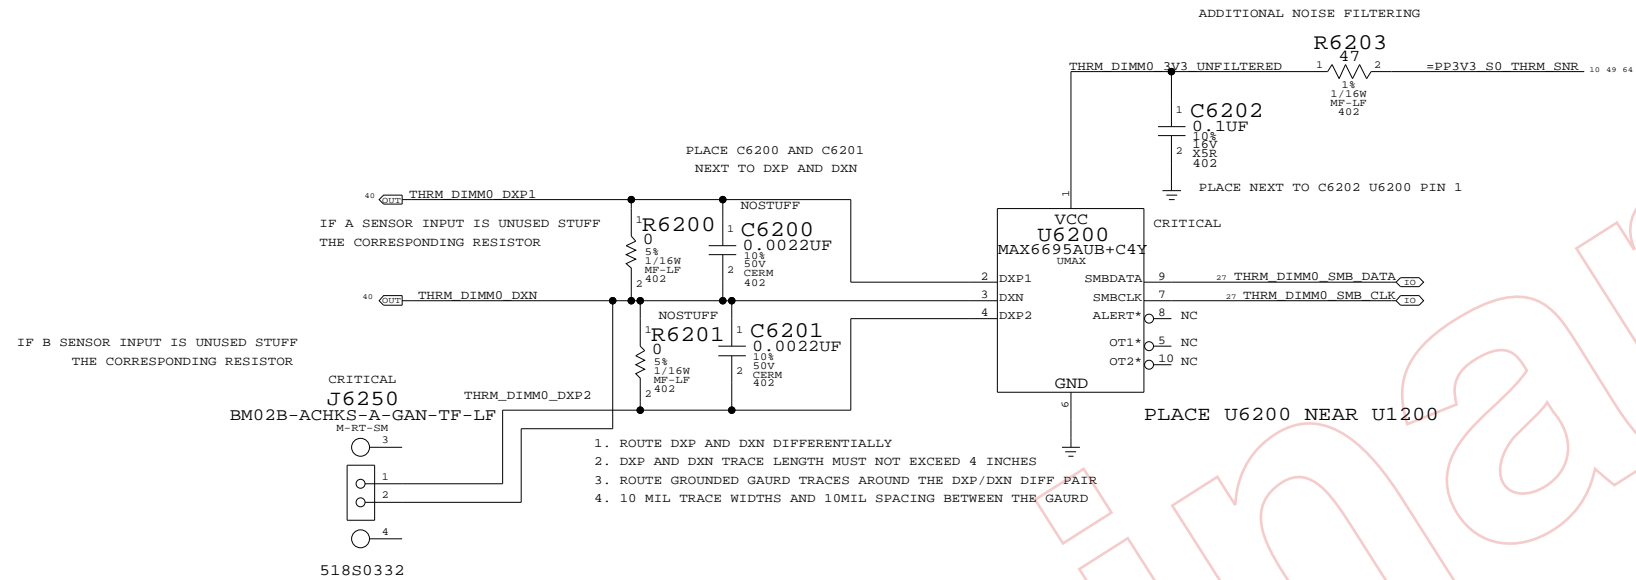 ADDITIONAL NOISE FILTERING
R6203
47
THRM_DIMM0_3V3_UNFILTERED 1 2 =PP3V3_S0_THRM_SNR 10 49 64
1%
1/16W
MF-LF
402
1 C6202
0.1UF
10%
16V
2 X5R
402
PLACE NEXT TO C6202 U6200 PIN 1
PLACE C6200 AND C6201
NEXT TO DXP AND DXN
40 OUT THRM_DIMM0_DXP1
NOSTUFF
IF A SENSOR INPUT IS UNUSED STUFF
THE CORRESPONDING RESISTOR
1 R6200
0
5%
1/16W
MF-LF
2 402
1 C6200
0.0022UF
10%
50V
2 CERM
402
40 OUT THRM_DIMM0_DXN
NOSTUFF
1 R6201
0
5%
1/16W
MF-LF
2 402
1 C6201
0.0022UF
10%
50V
2 CERM
402
1
VCC
U6200
MAX6695AUB+C4Y
UMAX
CRITICAL
2 DXP1
3 DXN
4 DXP2
SMBDATA 9 27 THRM_DIMM0_SMB_DATA IO
SMBCLK 7 27 THRM_DIMM0_SMB_CLK IO
ALERT* 8 NC
OT1* 5 NC
OT2* 10 NC
GND
6
PLACE U6200 NEAR U1200
IF B SENSOR INPUT IS UNUSED STUFF
THE CORRESPONDING RESISTOR
CRITICAL
J6250
BM02B-ACHKS-A-GAN-TF-LF
M-RT-SM
THRM_DIMM0_DXP2
3
1
2
4
518S0332
1. ROUTE DXP AND DXN DIFFERENTIALLY
2. DXP AND DXN TRACE LENGTH MUST NOT EXCEED 4 INCHES
3. ROUTE GROUNDED GAURD TRACES AROUND THE DXP/DXN DIFF PAIR
4. 10 MIL TRACE WIDTHS AND 10MIL SPACING BETWEEN THE GAURD
ina